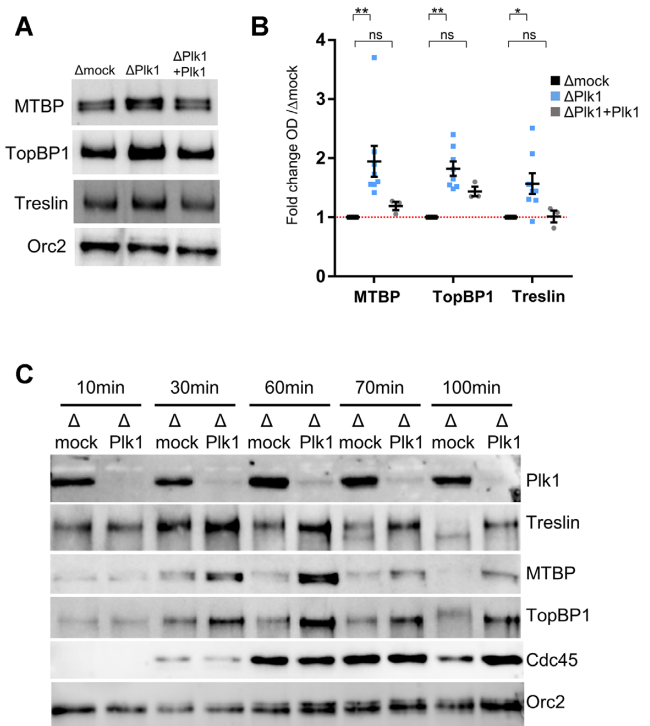 A
Δmock ΔPlk1 ΔPlk1
+Plk1
MTBP
TopBP1
Treslin
Orc2
B
** ** *
ns ns ns
Fold change OD /Δmock
4
3
2
1
0
MTBP TopBP1 Treslin
Δmock
ΔPlk1
ΔPlk1+Plk1
C
10min 30min 60min 70min 100min
Δ Δ Δ Δ Δ Δ Δ Δ Δ Δ
mock Plk1 mock Plk1 mock Plk1 mock Plk1 mock Plk1
Plk1
Treslin
MTBP
TopBP1
Cdc45
Orc2